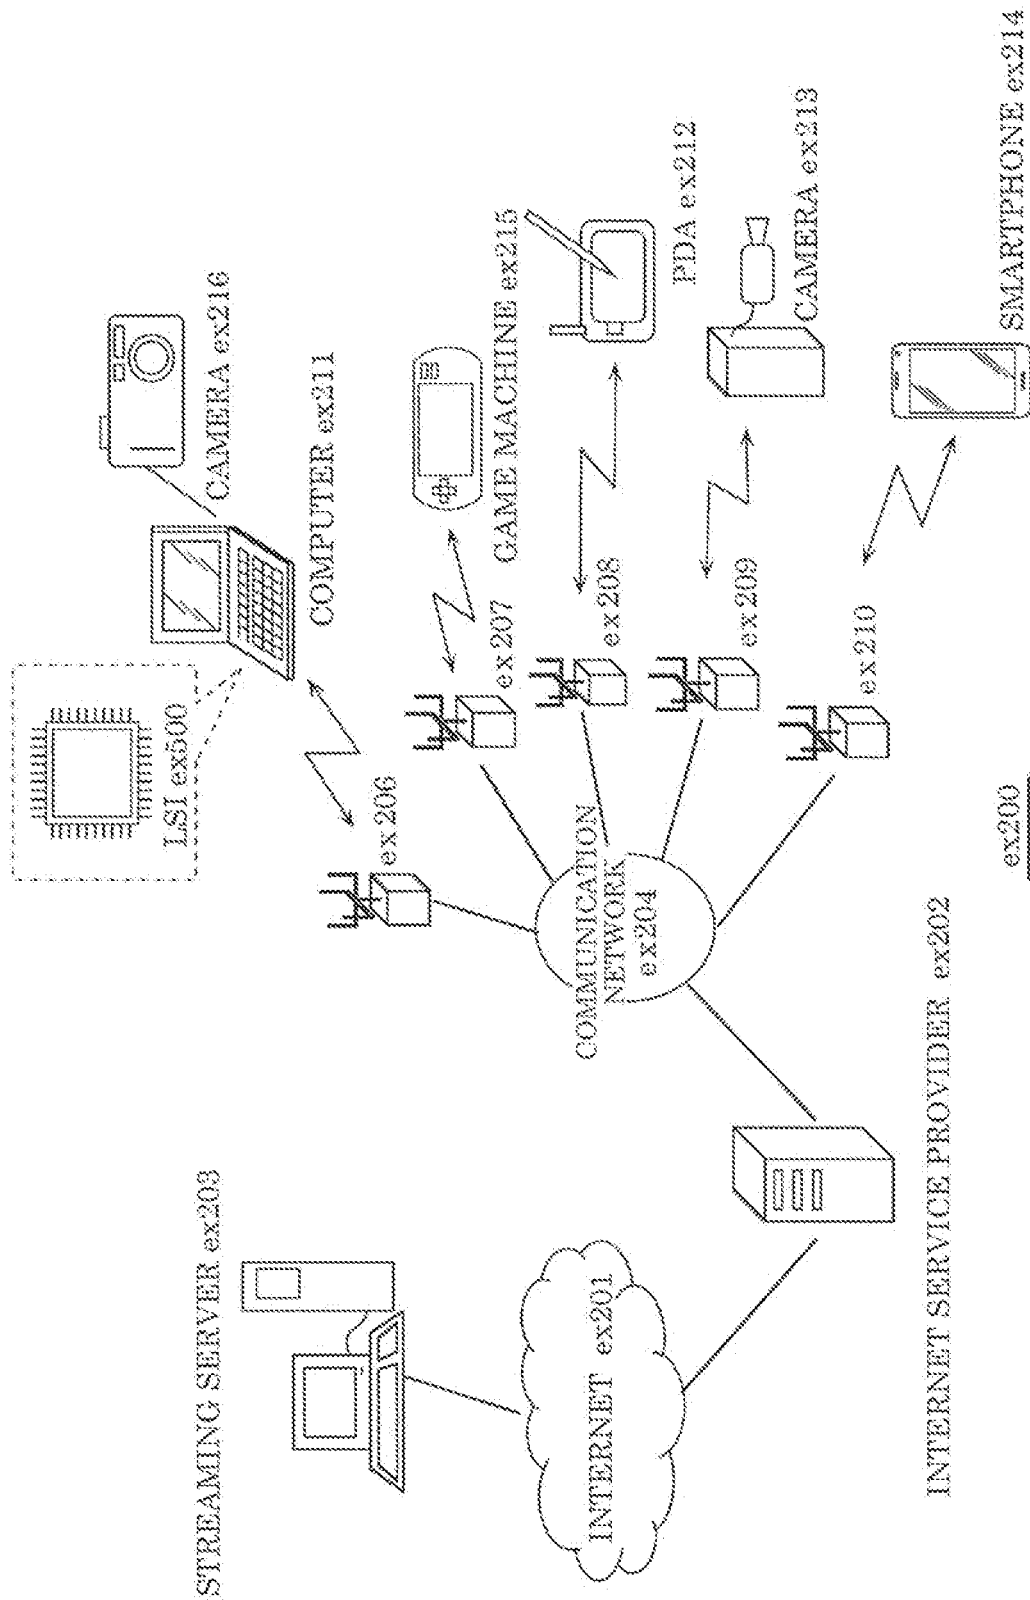 STREAMING SERVER ex203
INTERNET ex201
INTERNET SERVICE PROVIDER ex202
COMMUNICATION
NETWORK
ex204
LSI ex500
ex206
COMPUTER ex211
CAMERA ex216
ex207
GAME MACHINE ex215
ex208
PDA ex212
ex209
CAMERA ex213
ex210
SMARTPHONE ex214
ex200